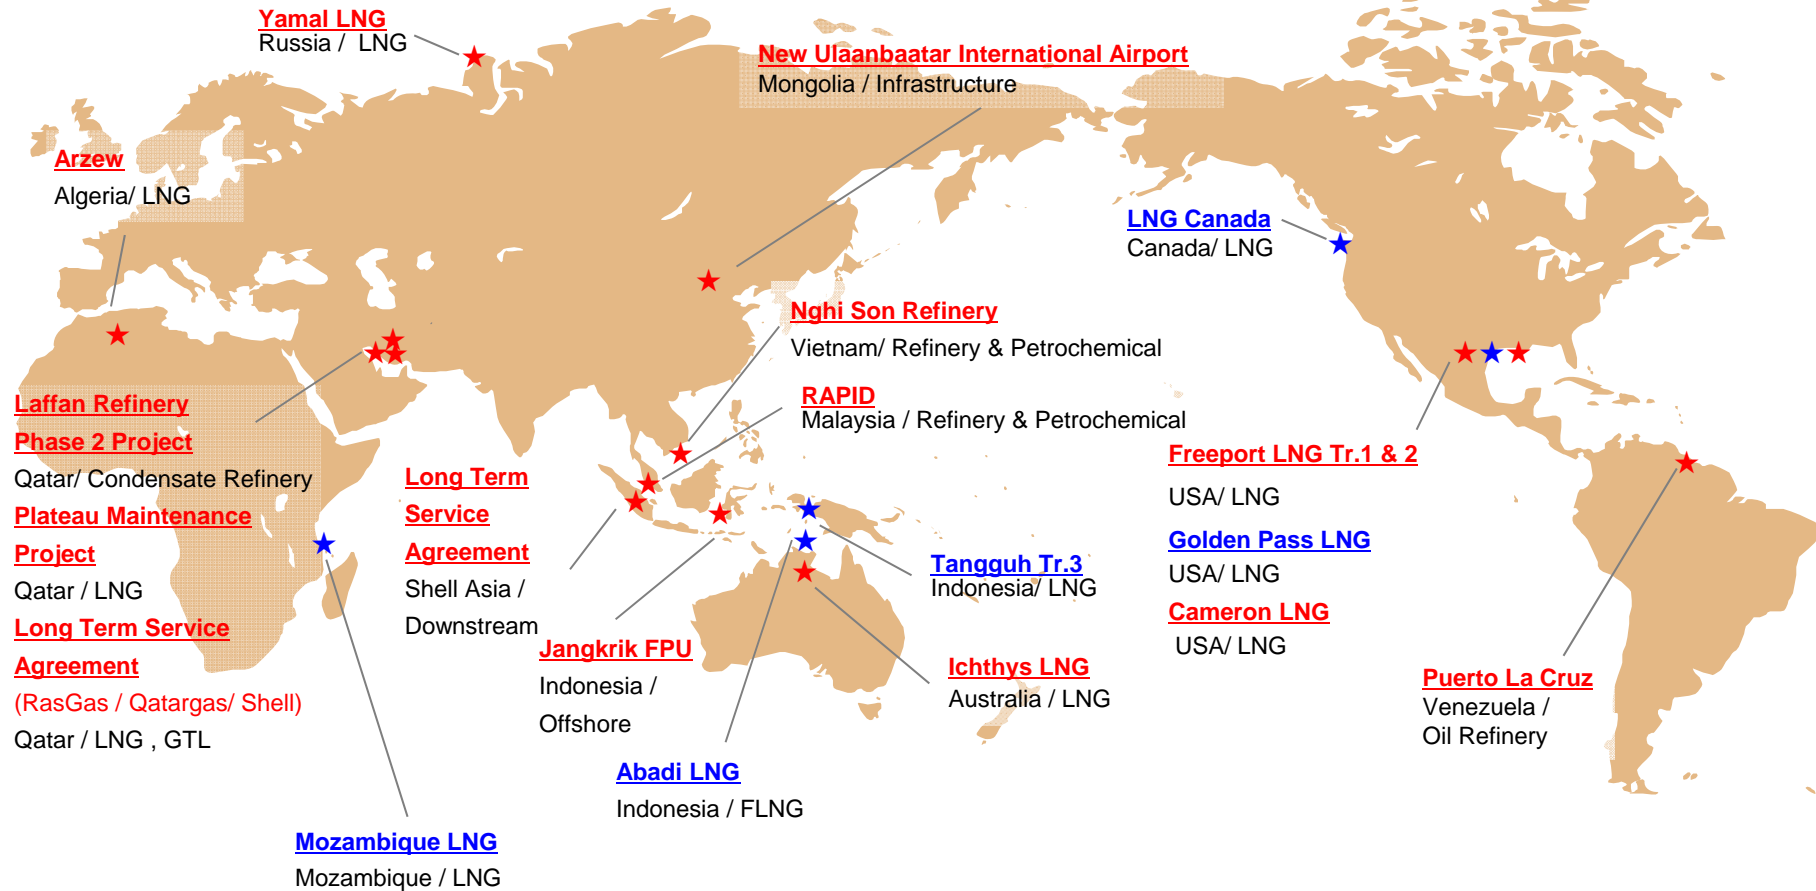 Yamal LNG
Russia /  LNG
New Ulaanbaatar International Airport
Mongolia / Infrastructure
Arzew
Algeria/ LNG
LNG Canada
Canada/ LNG
Nghi Son Refinery
Vietnam/ Refinery & Petrochemical
RAPID
Malaysia / Refinery & Petrochemical
Laffan Refinery
Phase 2 Project
Qatar/ Condensate Refinery
Plateau Maintenance
Project
Qatar / LNG
Long Term Service
Agreement
(RasGas / Qatargas/ Shell)
Qatar / LNG , GTL
Long Term
Service
Agreement
Shell Asia /
Downstream
Freeport LNG Tr.1 & 2
USA/ LNG
Golden Pass LNG
USA/ LNG
Cameron LNG
USA/ LNG
Tangguh Tr.3
Indonesia/ LNG
Jangkrik FPU
Indonesia /
Offshore
Ichthys LNG
Australia / LNG
Puerto La Cruz
Venezuela /
Oil Refinery
Abadi LNG
Indonesia / FLNG
Mozambique LNG
Mozambique / LNG